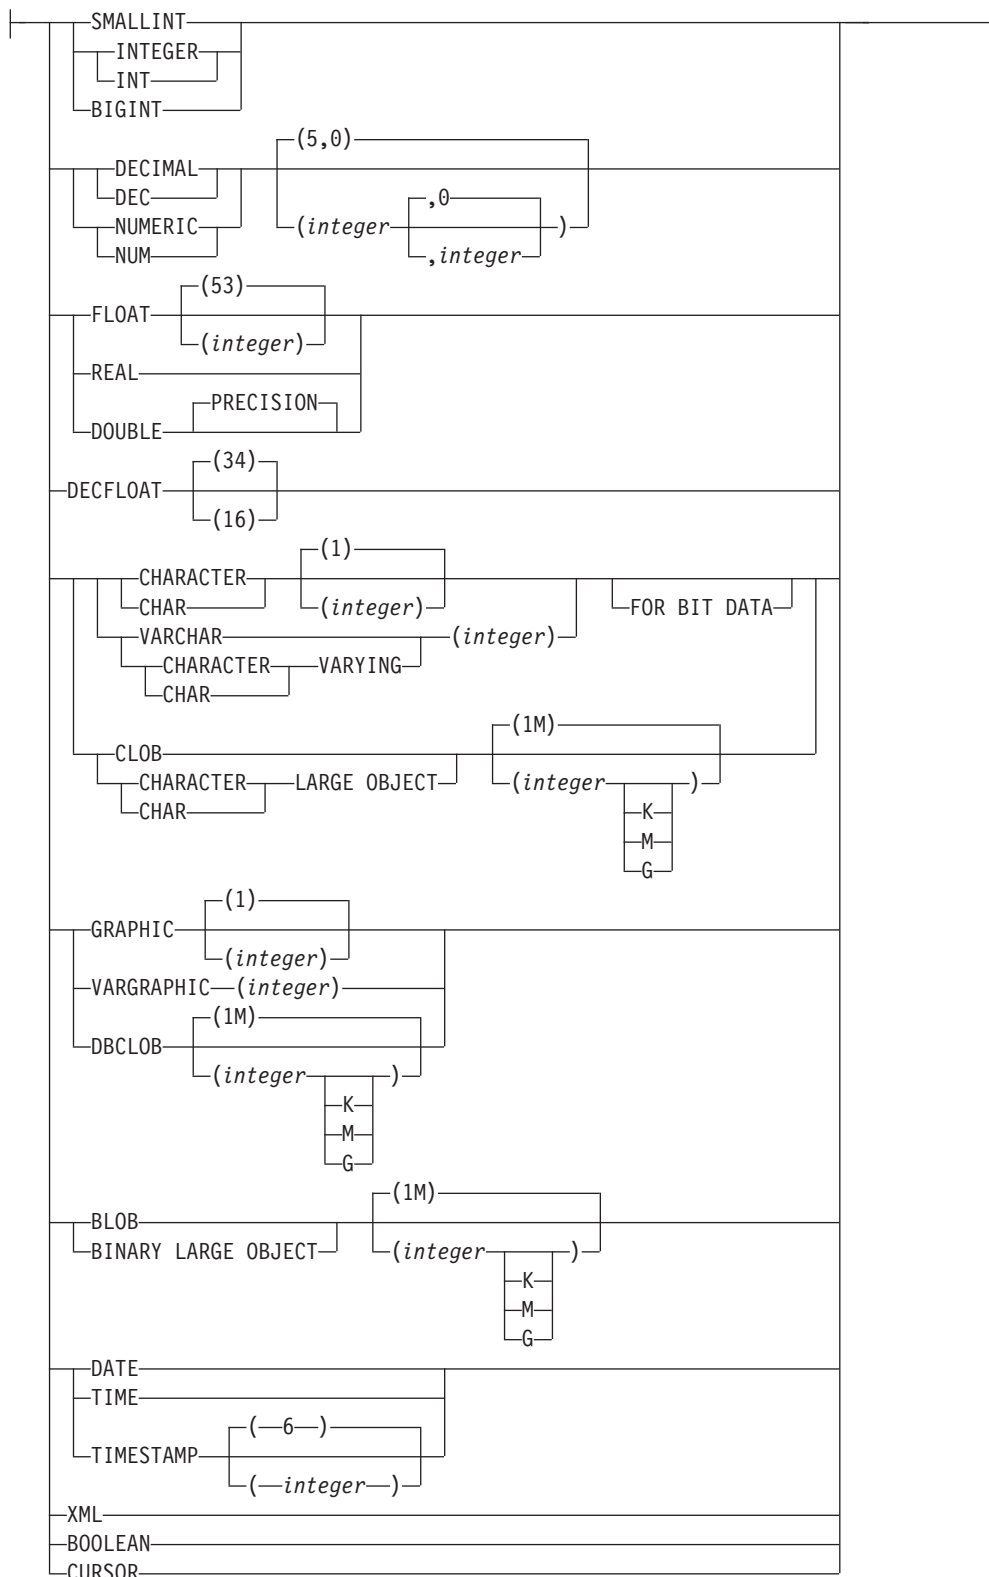 SMALLINT
INTEGER
INT
BIGINT
(5,0)
DECIMAL
DEC
,0
NUMERIC (integer )
NUM ,integer
(53)
FLOAT
(integer)
REAL
PRECISION
DOUBLE
(34)
DECFLOAT
(16)
(1)
CHARACTER
CHAR (integer) FOR BIT DATA
VARCHAR (integer)
CHARACTER VARYING
CHAR
(1M)
CLOB
CHARACTER LARGE OBJECT (integer )
CHAR K
M
G
(1)
GRAPHIC
(integer)
VARGRAPHIC (integer)
(1M)
DBCLOB
(integer )
K
M
G
(1M)
BLOB
BINARY LARGE OBJECT (integer )
K
M
G
DATE
TIME
( 6 )
TIMESTAMP
( integer )
XML
BOOLEAN
CURSOR